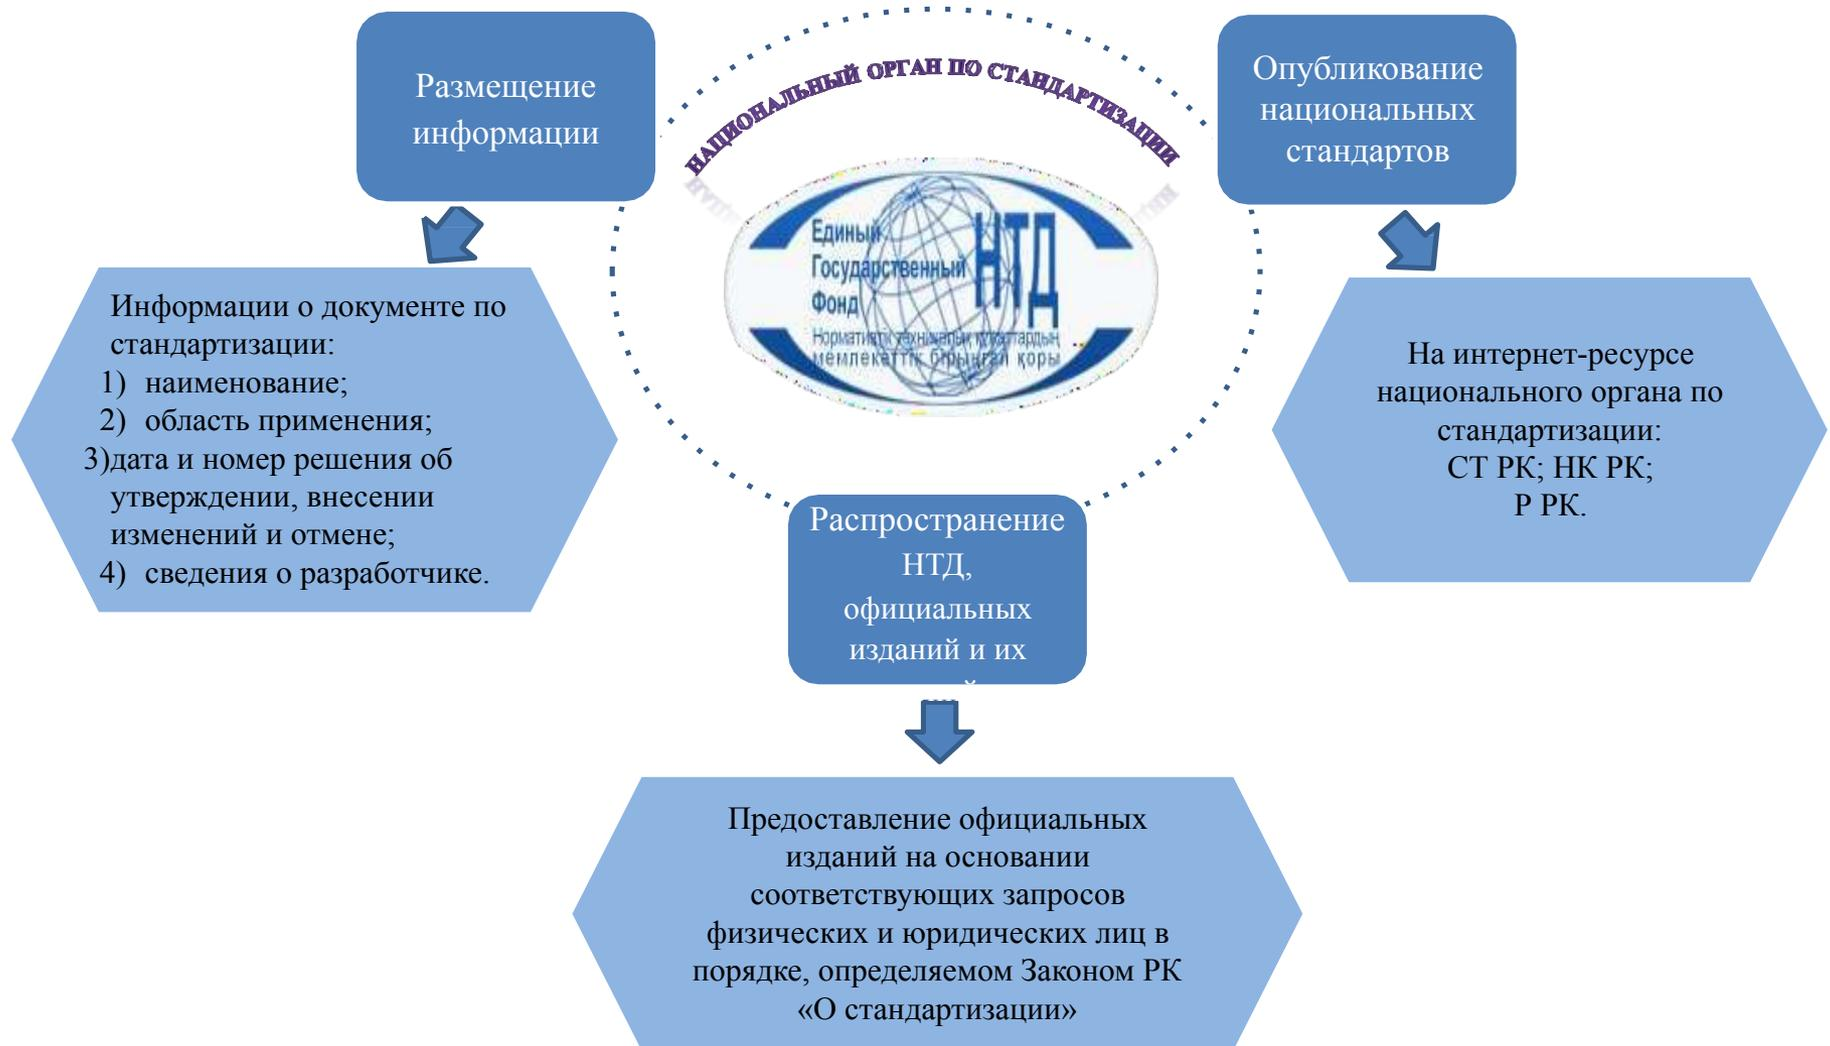 Размещение
информации
НАЦИОНАЛЬНЫЙ ОРГАН ПО СТАНДАРТИЗАЦИИ
Опубликование
национальных
стандартов
Единый
Государственный
Фонд
НТД
мемлекеттік бірыңғай қоры
Информации о документе по
стандартизации:
1) наименование;
2) область применения;
3)дата и номер решения об
утверждении, внесении
изменений и отмене;
4) сведения о разработчике.
На интернет-ресурсе
национального органа по
стандартизации:
СТ РК; НК РК;
Р РК.
Распространение
НТД,
официальных
изданий и их
Предоставление официальных
изданий на основании
соответствующих запросов
физических и юридических лиц в
порядке, определяемом Законом РК
«О стандартизации»